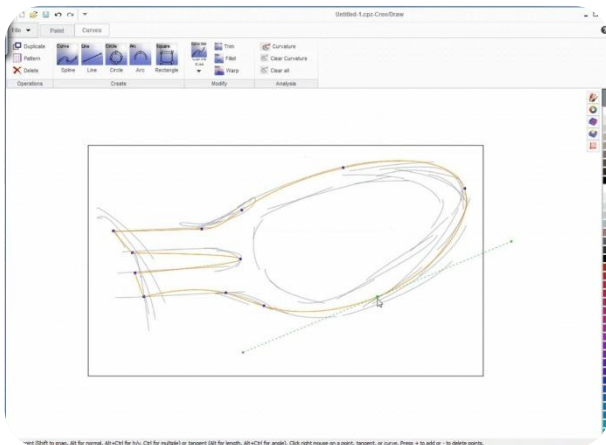 Untitled-1.cpc-CreoDraw
File Paint Curves
Duplicate
Pattern
Delete
Operations
Curve Line Circle Arc Square
Spline Line Circle Arc Rectangle
Create
Trim
Fillet
Warp
Modify
Curvature
Clear Curvature
Clear all
Analysis
point (Shift to snap, Alt for normal, Alt+Ctrl for h/v, Ctrl for multiple) or tangent (Alt for length, Alt+Ctrl for angle). Click right mouse on a point, tangent, or curve. Press + to add or - to delete points.